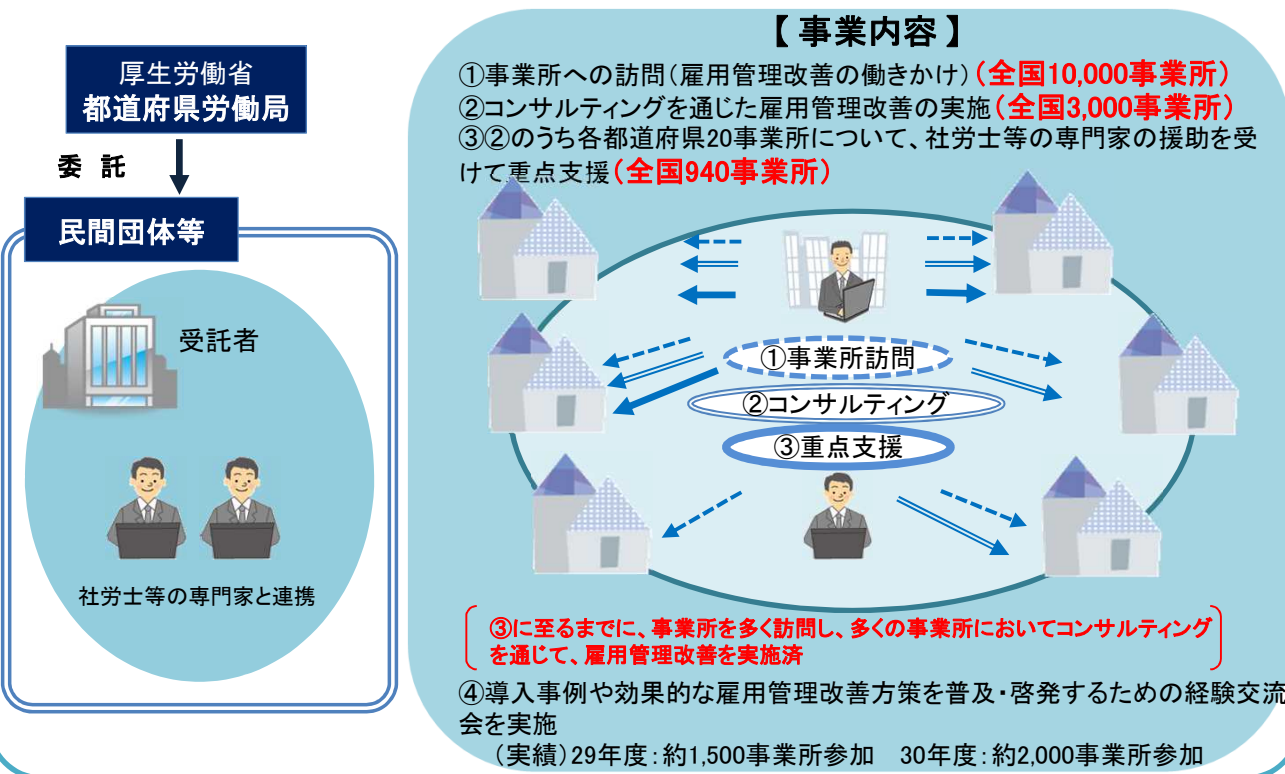 厚生労働省
都道府県労働局
委 託
民間団体等
受託者
社労士等の専門家と連携
【 事業内容 】
①事業所への訪問(雇用管理改善の働きかけ)(全国10,000事業所)
②コンサルティングを通じた雇用管理改善の実施(全国3,000事業所)
③②のうち各都道府県20事業所について、社労士等の専門家の援助を受
けて重点支援(全国940事業所)
①事業所訪問
②コンサルティング
③重点支援
③に至るまでに、事業所を多く訪問し、多くの事業所においてコンサルティング
を通じて、雇用管理改善を実施済
④導入事例や効果的な雇用管理改善方策を普及・啓発するための経験交流
会を実施
(実績)29年度:約1,500事業所参加 30年度:約2,000事業所参加